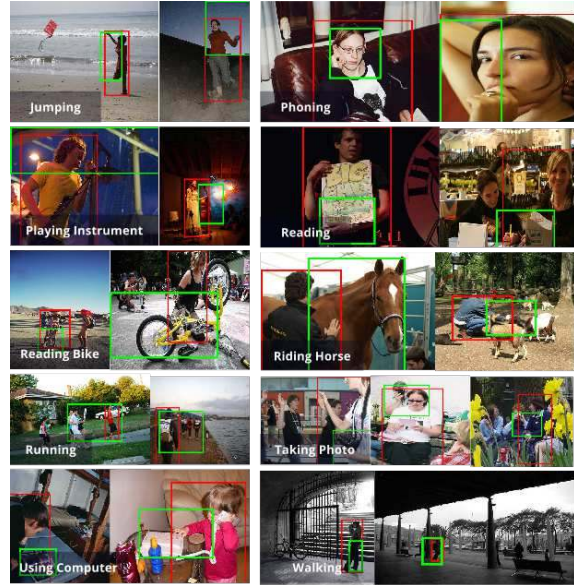 Jumping
Phoning
Playing Instrument
Reading
Reading Bike
Riding Horse
Running
Taking Photo
Using Computer
Walking